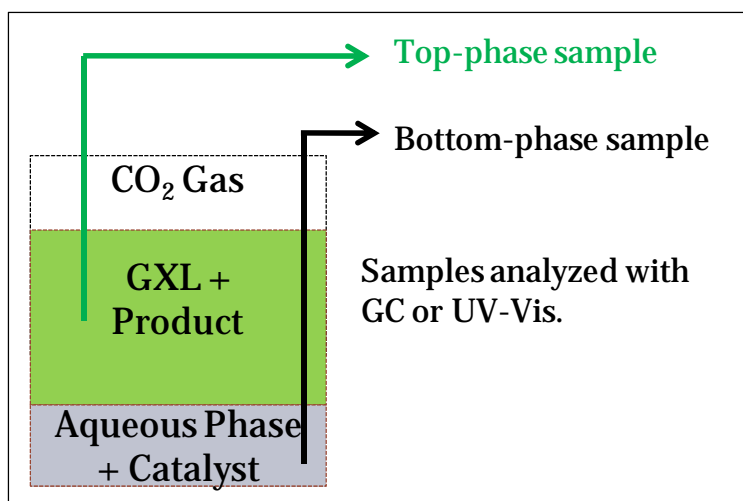 Top-phase sample
Bottom-phase sample
CO₂ Gas
GXL +
Product
Samples analyzed with
GC or UV-Vis.
Aqueous Phase
+ Catalyst